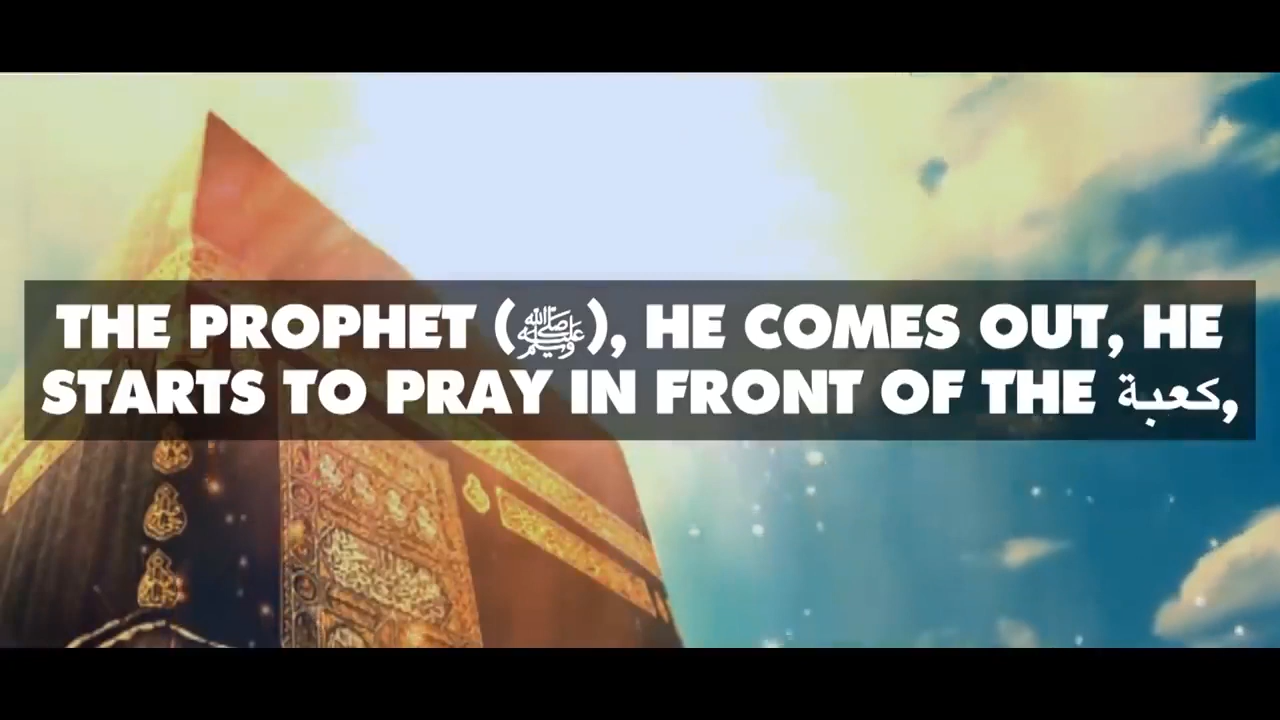 THE PROPHET (ﷺ), HE COMES OUT, HE
STARTS TO PRAY IN FRONT OF THE كعبة,